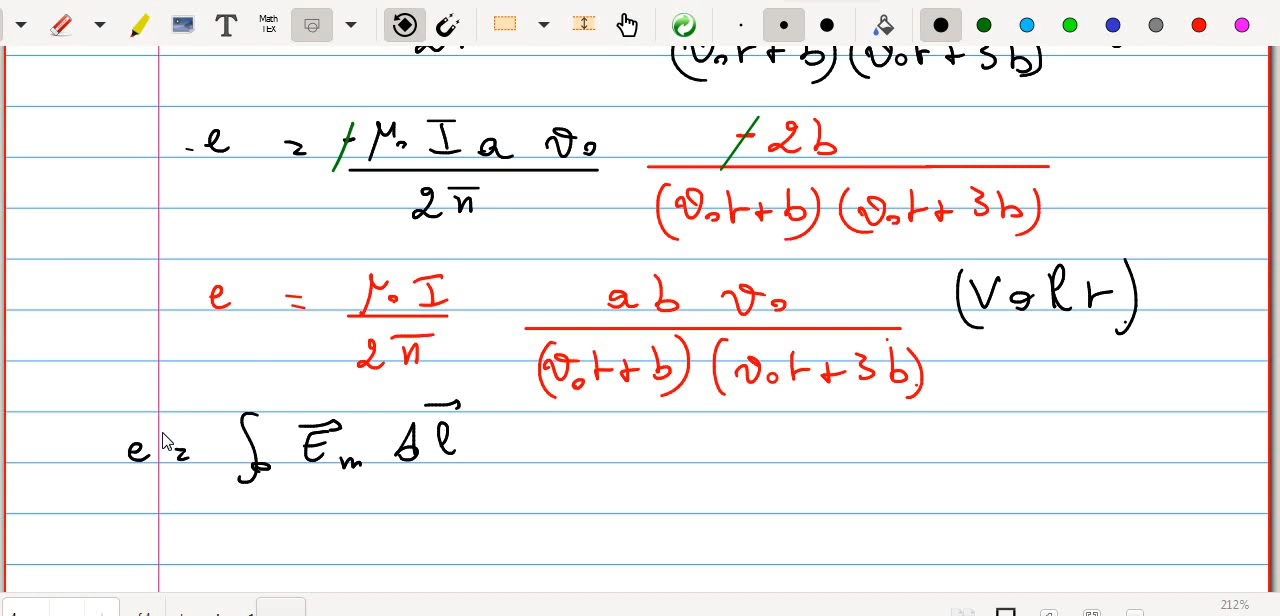 T Math TEX
(v₀t + b)(v₀t + 3b)
e = -μ₀ I a v₀ / 2π  -2b / (v₀t + b)(v₀t + 3b)
e = μ₀ I / 2π  a b v₀ / (v₀t + b)(v₀t + 3b) (Volt)
e = ∮ E⃗m dl⃗
212%